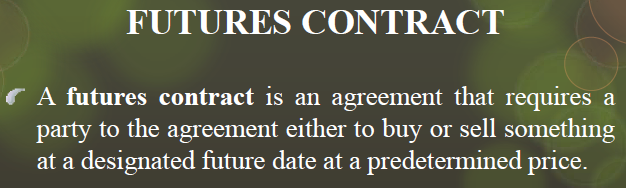 FUTURES CONTRACT
A futures contract is an agreement that requires a
party to the agreement either to buy or sell something
at a designated future date at a predetermined price.